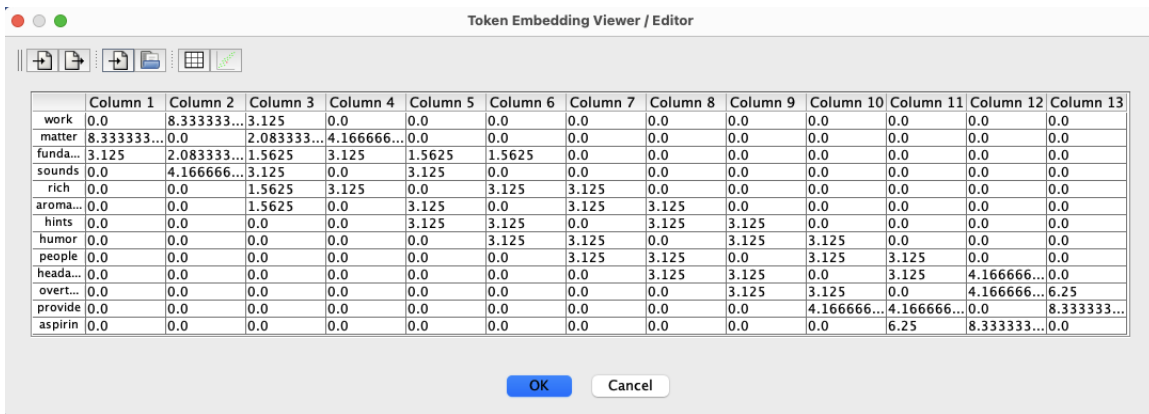 Token Embedding Viewer / Editor
Column 1 Column 2 Column 3 Column 4 Column 5 Column 6 Column 7 Column 8 Column 9 Column 10 Column 11 Column 12 Column 13
work 0.0 8.333333... 3.125 0.0 0.0 0.0 0.0 0.0 0.0 0.0 0.0 0.0 0.0
matter 8.333333... 0.0 2.083333... 4.166666... 0.0 0.0 0.0 0.0 0.0 0.0 0.0 0.0 0.0
funda... 3.125 2.083333... 1.5625 3.125 1.5625 1.5625 0.0 0.0 0.0 0.0 0.0 0.0 0.0
sounds 0.0 4.166666... 3.125 0.0 3.125 0.0 0.0 0.0 0.0 0.0 0.0 0.0 0.0
rich 0.0 0.0 1.5625 3.125 0.0 3.125 3.125 0.0 0.0 0.0 0.0 0.0 0.0
aroma... 0.0 0.0 1.5625 0.0 3.125 0.0 3.125 3.125 0.0 0.0 0.0 0.0 0.0
hints 0.0 0.0 0.0 0.0 3.125 3.125 0.0 3.125 3.125 0.0 0.0 0.0 0.0
humor 0.0 0.0 0.0 0.0 0.0 3.125 3.125 0.0 3.125 3.125 0.0 0.0 0.0
people 0.0 0.0 0.0 0.0 0.0 0.0 3.125 3.125 0.0 3.125 3.125 0.0 0.0
heada... 0.0 0.0 0.0 0.0 0.0 0.0 0.0 3.125 3.125 0.0 3.125 4.166666... 0.0
overt... 0.0 0.0 0.0 0.0 0.0 0.0 0.0 0.0 3.125 3.125 0.0 4.166666... 6.25
provide 0.0 0.0 0.0 0.0 0.0 0.0 0.0 0.0 0.0 4.166666... 4.166666... 0.0 8.333333...
aspirin 0.0 0.0 0.0 0.0 0.0 0.0 0.0 0.0 0.0 0.0 6.25 8.333333... 0.0
OK Cancel